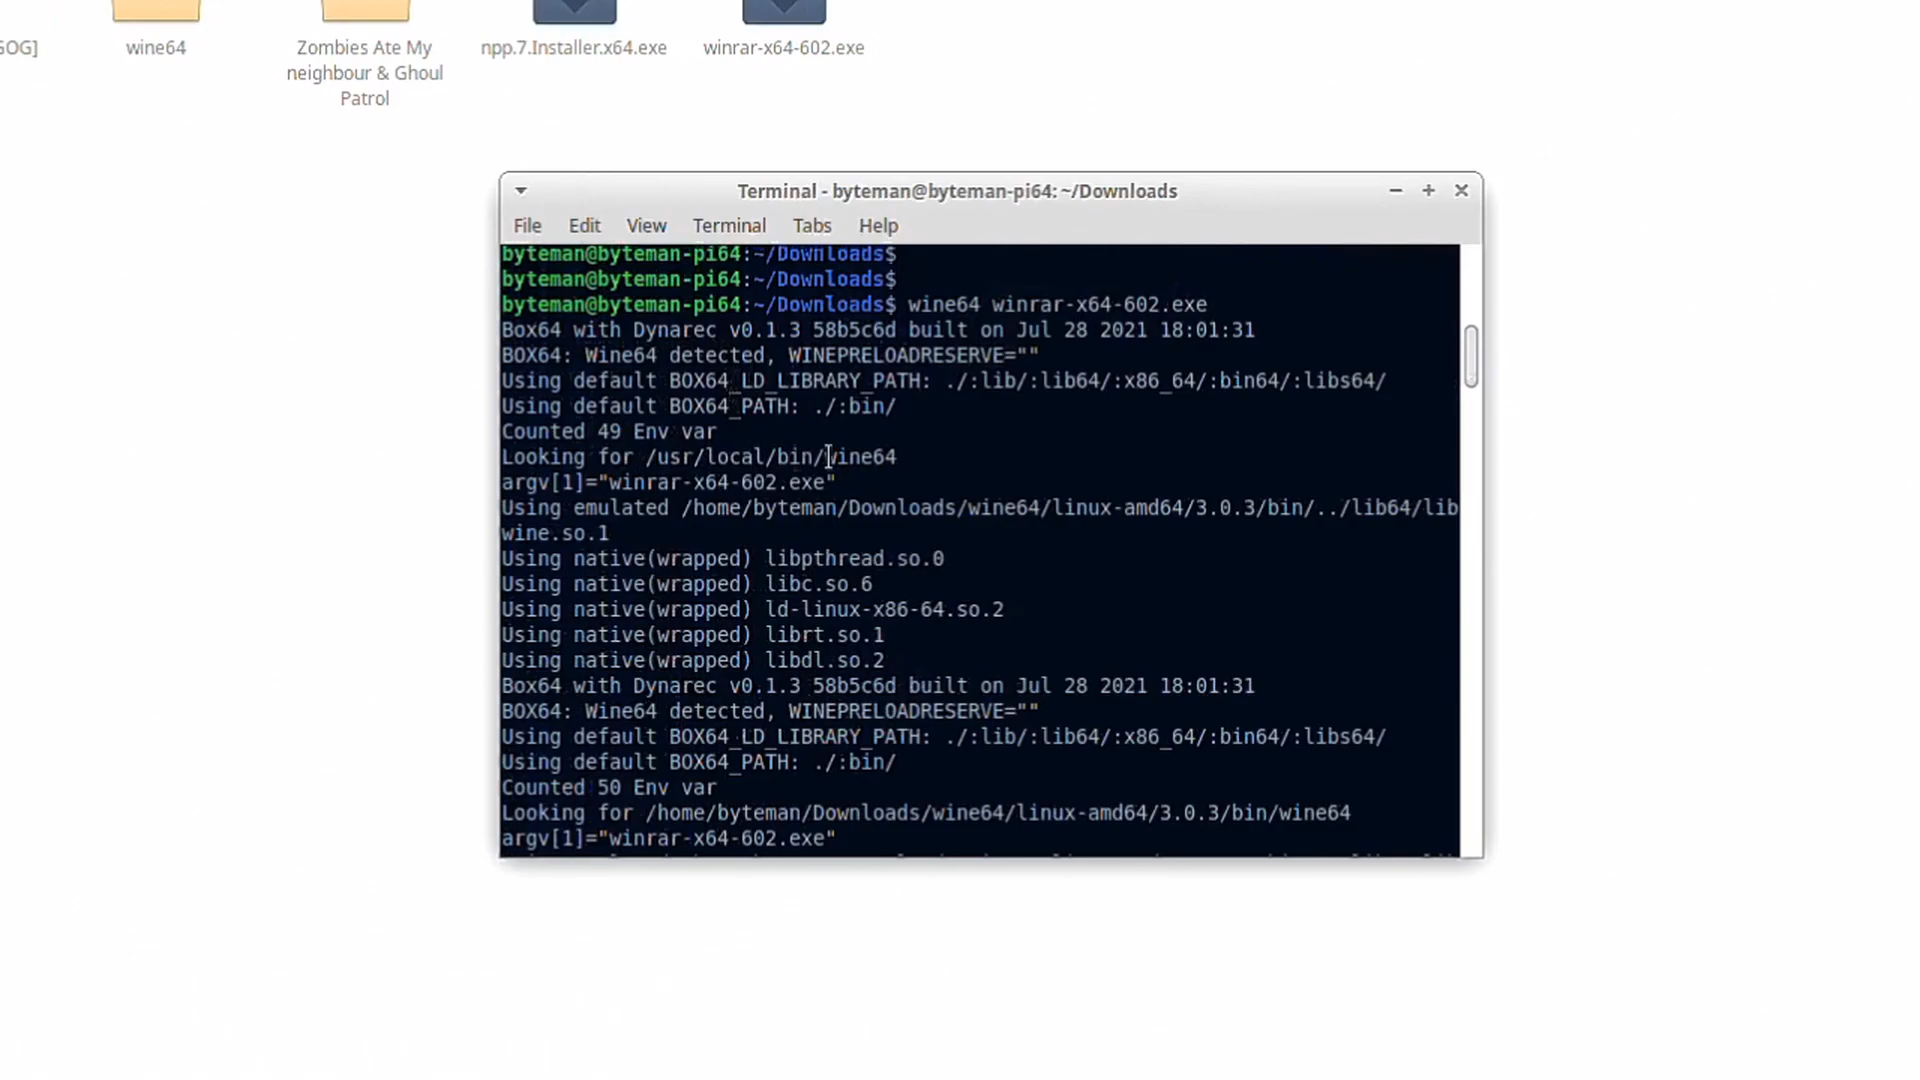 GOG]
wine64
Zombies Ate My
neighbour & Ghoul
Patrol
npp.7.Installer.x64.exe
winrar-x64-602.exe
Terminal - byteman@byteman-pi64: ~/Downloads
File Edit View Terminal Tabs Help
byteman@byteman-pi64:~/Downloads$
byteman@byteman-pi64:~/Downloads$
byteman@byteman-pi64:~/Downloads$ wine64 winrar-x64-602.exe
Box64 with Dynarec v0.1.3 58b5c6d built on Jul 28 2021 18:01:31
BOX64: Wine64 detected, WINEPRELOADRESERVE=""
Using default BOX64_LD_LIBRARY_PATH: ./:lib/:lib64/:x86_64/:bin64/:libs64/
Using default BOX64_PATH: ./:bin/
Counted 49 Env var
Looking for /usr/local/bin/wine64
argv[1]="winrar-x64-602.exe"
Using emulated /home/byteman/Downloads/wine64/linux-amd64/3.0.3/bin/../lib64/lib
wine.so.1
Using native(wrapped) libpthread.so.0
Using native(wrapped) libc.so.6
Using native(wrapped) ld-linux-x86-64.so.2
Using native(wrapped) librt.so.1
Using native(wrapped) libdl.so.2
Box64 with Dynarec v0.1.3 58b5c6d built on Jul 28 2021 18:01:31
BOX64: Wine64 detected, WINEPRELOADRESERVE=""
Using default BOX64_LD_LIBRARY_PATH: ./:lib/:lib64/:x86_64/:bin64/:libs64/
Using default BOX64_PATH: ./:bin/
Counted 50 Env var
Looking for /home/byteman/Downloads/wine64/linux-amd64/3.0.3/bin/wine64
argv[1]="winrar-x64-602.exe"